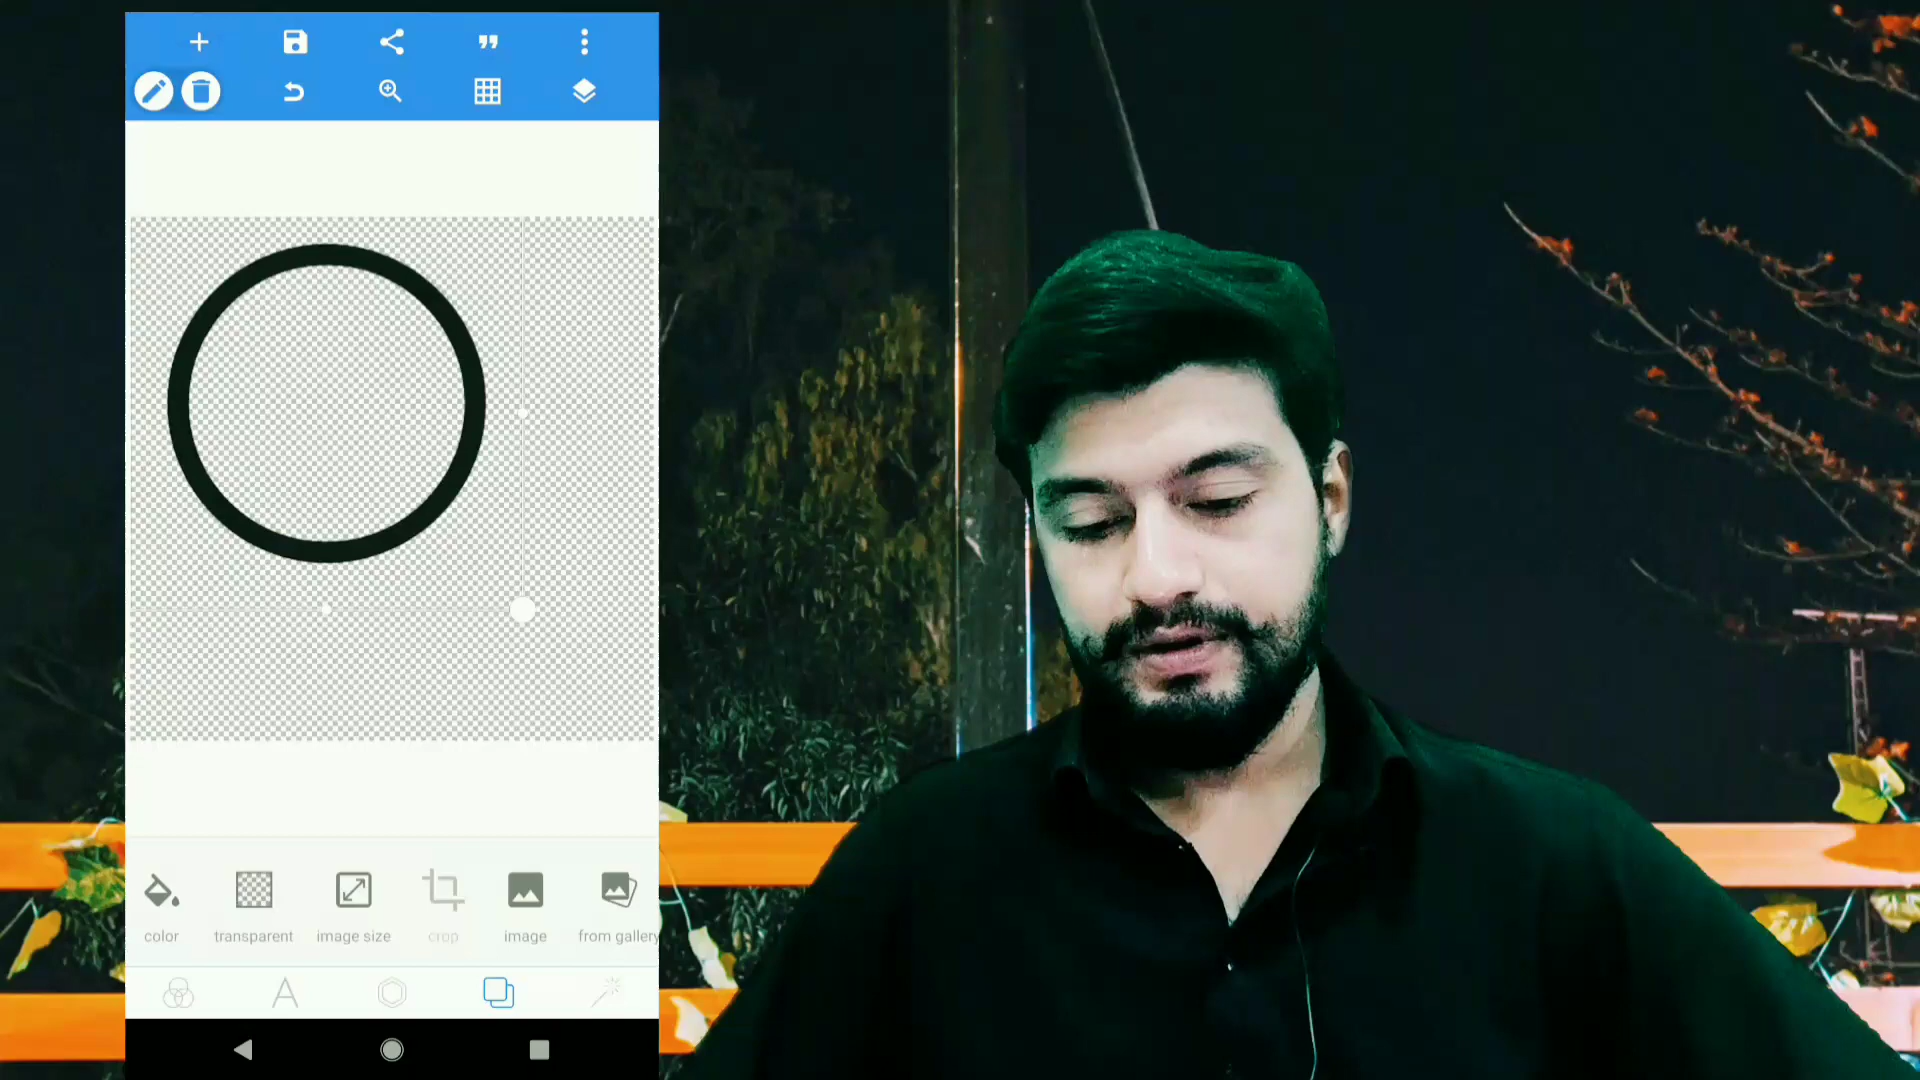 color
transparent
image size
crop
image
from gallery